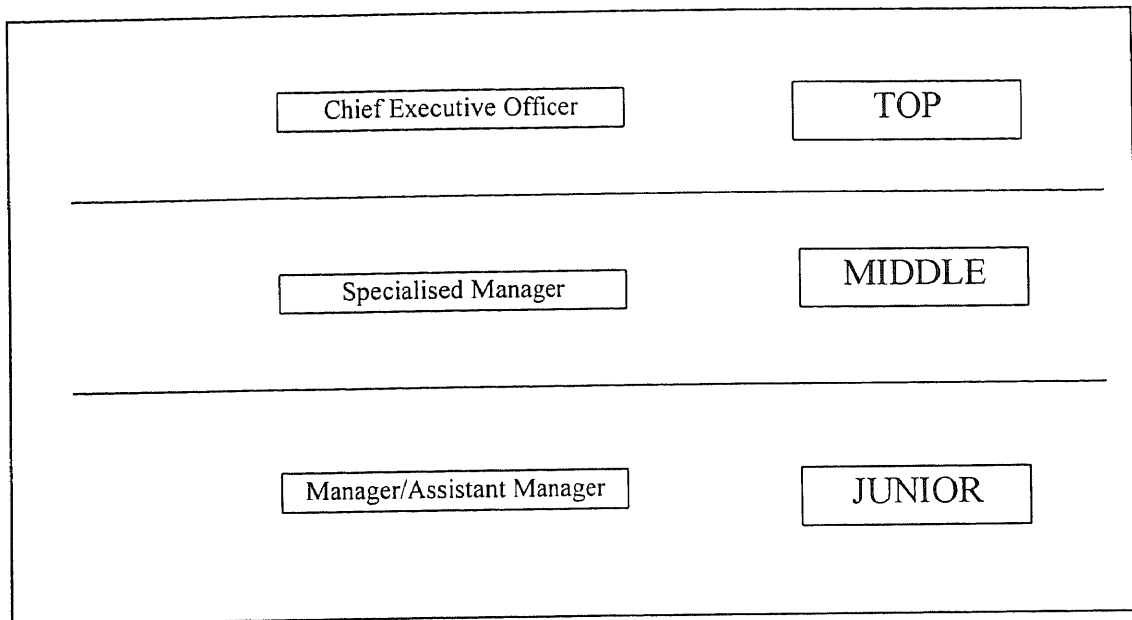 Chief Executive Officer
TOP
Specialised Manager
MIDDLE
Manager/Assistant Manager
JUNIOR